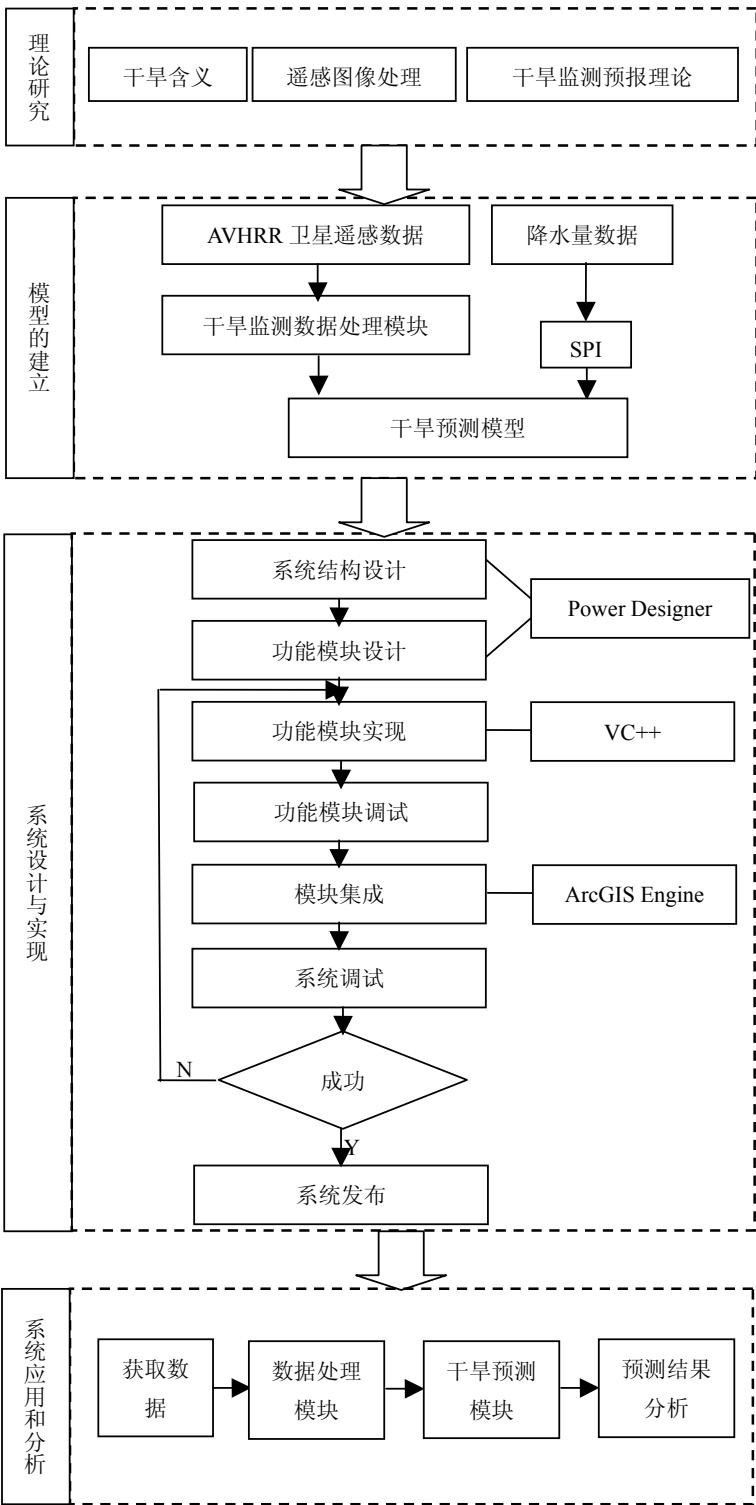 理论研究
干旱含义
遥感图像处理
干旱监测预报理论
模型的建立
AVHRR 卫星遥感数据
降水量数据
干旱监测数据处理模块
SPI
干旱预测模型
系统设计与实现
系统结构设计
Power Designer
功能模块设计
功能模块实现
VC++
功能模块调试
模块集成
ArcGIS Engine
系统调试
N
成功
Y
系统发布
系统应用和分析
获取数
据
数据处理
模块
干旱预测
模块
预测结果
分析